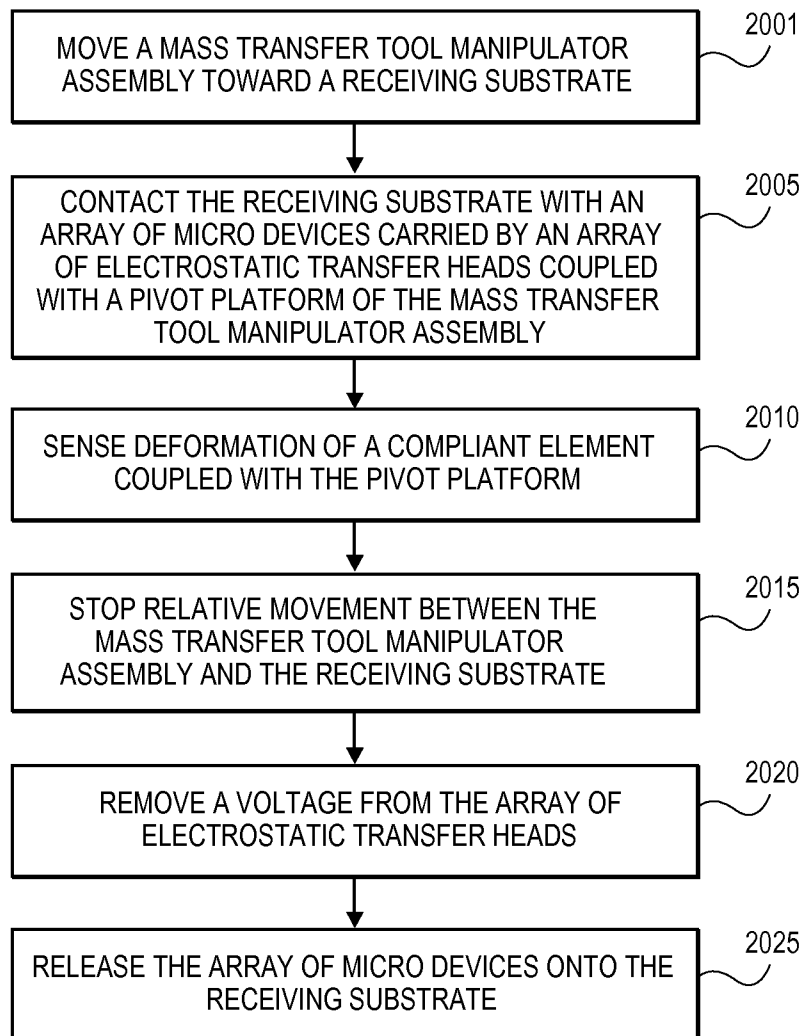 MOVE A MASS TRANSFER TOOL MANIPULATOR
ASSEMBLY TOWARD A RECEIVING SUBSTRATE
2001
CONTACT THE RECEIVING SUBSTRATE WITH AN
ARRAY OF MICRO DEVICES CARRIED BY AN ARRAY
OF ELECTROSTATIC TRANSFER HEADS COUPLED
WITH A PIVOT PLATFORM OF THE MASS TRANSFER
TOOL MANIPULATOR ASSEMBLY
2005
SENSE DEFORMATION OF A COMPLIANT ELEMENT
COUPLED WITH THE PIVOT PLATFORM
2010
STOP RELATIVE MOVEMENT BETWEEN THE
MASS TRANSFER TOOL MANIPULATOR
ASSEMBLY AND THE RECEIVING SUBSTRATE
2015
REMOVE A VOLTAGE FROM THE ARRAY OF
ELECTROSTATIC TRANSFER HEADS
2020
RELEASE THE ARRAY OF MICRO DEVICES ONTO THE
RECEIVING SUBSTRATE
2025